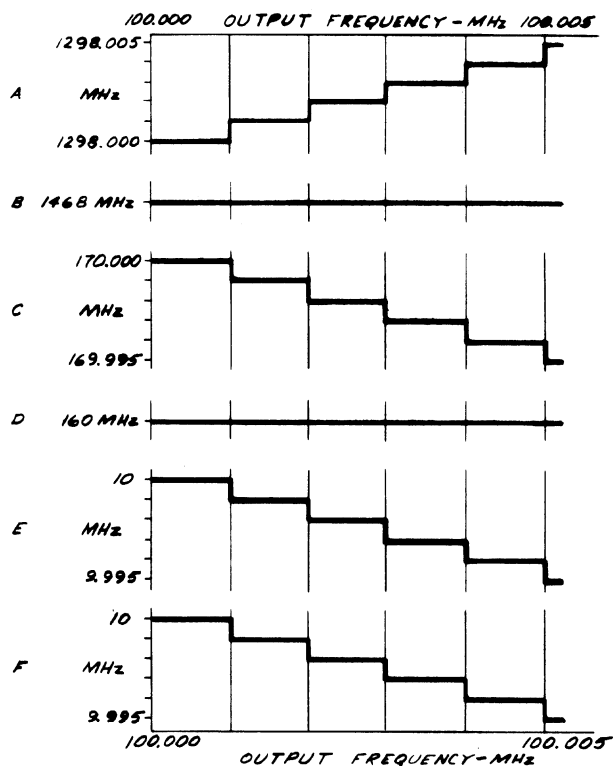 100.000 OUTPUT FREQUENCY-MHz 100.005
1298.005
A MHz
1298.000
B 1468 MHz
170.000
C MHz
169.995
D 160 MHz
10
E MHz
9.995
10
F MHz
9.995
100.000 100.005
OUTPUT FREQUENCY-MHz